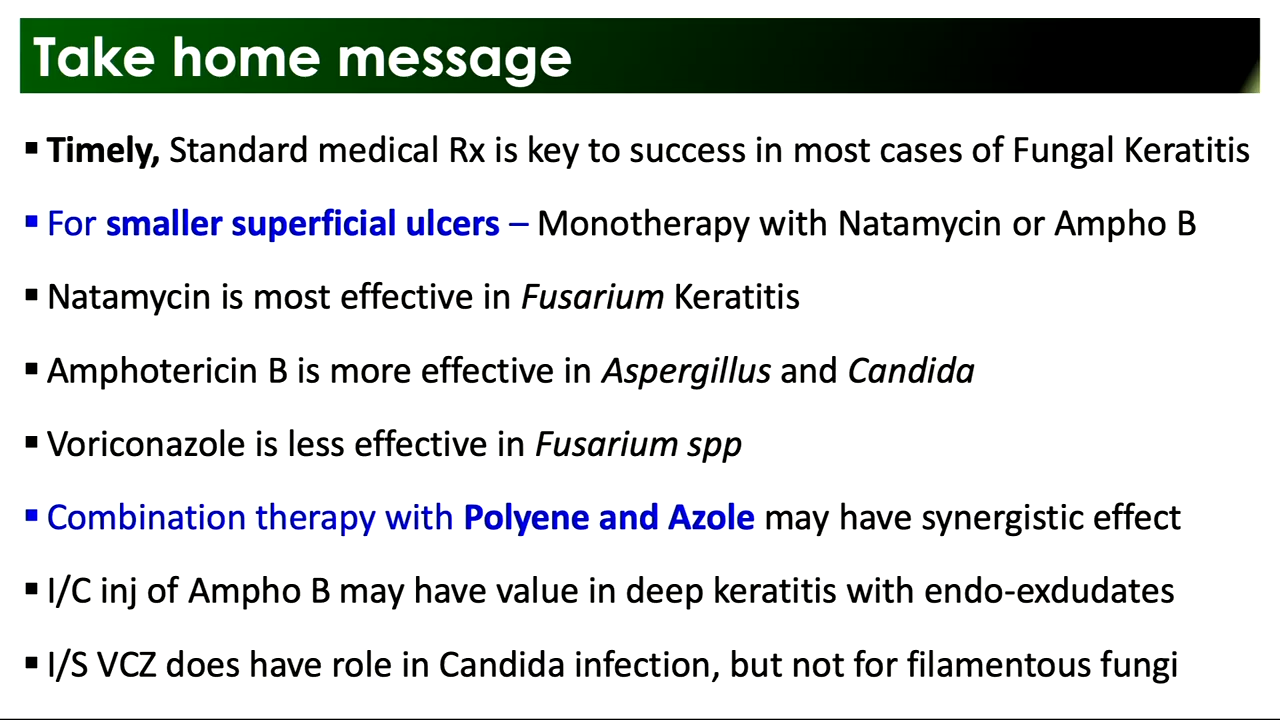 Take home message
▪ Timely, Standard medical Rx is key to success in most cases of Fungal Keratitis
▪ For smaller superficial ulcers – Monotherapy with Natamycin or Ampho B
▪ Natamycin is most effective in Fusarium Keratitis
▪ Amphotericin B is more effective in Aspergillus and Candida
▪ Voriconazole is less effective in Fusarium spp
▪ Combination therapy with Polyene and Azole may have synergistic effect
▪ I/C inj of Ampho B may have value in deep keratitis with endo-exdudates
▪ I/S VCZ does have role in Candida infection, but not for filamentous fungi